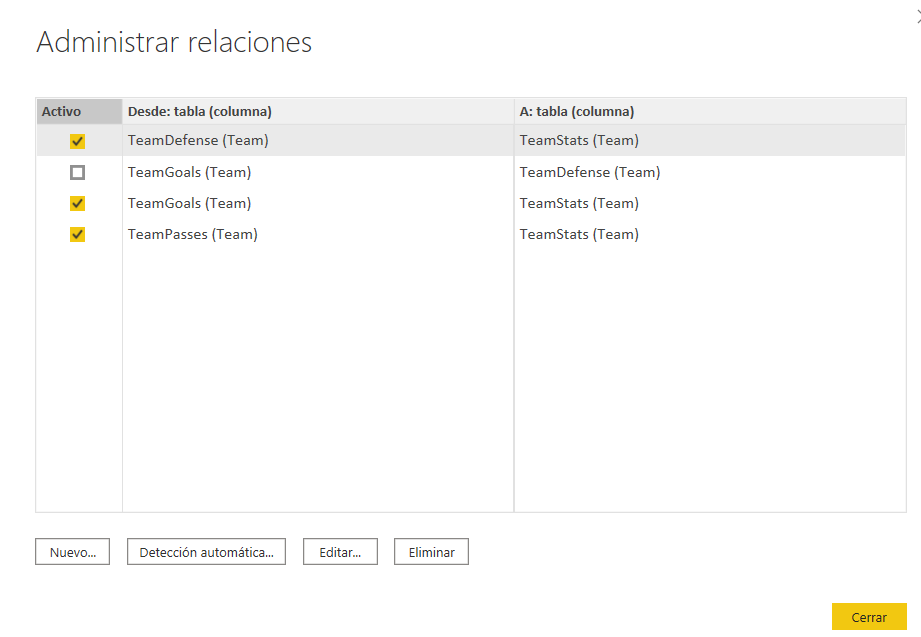 Administrar relaciones
Activo Desde: tabla (columna) A: tabla (columna)
TeamDefense (Team) TeamStats (Team)
TeamGoals (Team) TeamDefense (Team)
TeamGoals (Team) TeamStats (Team)
TeamPasses (Team) TeamStats (Team)
Nuevo... Detección automática... Editar... Eliminar
Cerrar